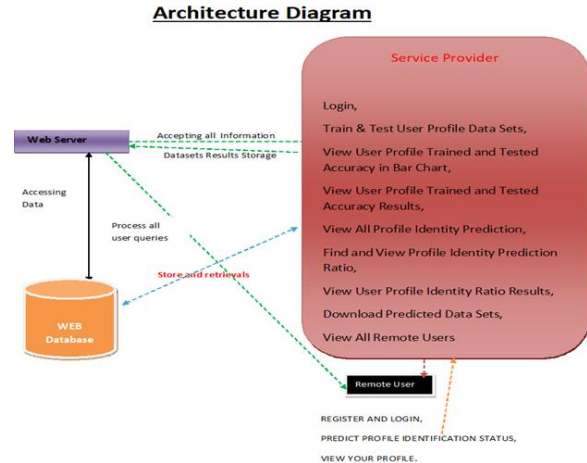 Architecture Diagram
Service Provider
Login,
Train & Test User Profile Data Sets,
View User Profile Trained and Tested
Accuracy in Bar Chart,
View User Profile Trained and Tested
Accuracy Results,
View All Profile Identity Prediction,
Find and View Profile Identity Prediction
Ratio,
View User Profile Identity Ratio Results,
Download Predicted Data Sets,
View All Remote Users
Web Server
Accepting all Information
Datasets Results Storage
Accessing
Data
Process all
user queries
Store and retrievals
WEB
Database
Remote User
REGISTER AND LOGIN,
PREDICT PROFILE IDENTIFICATION STATUS,
VIEW YOUR PROFILE.